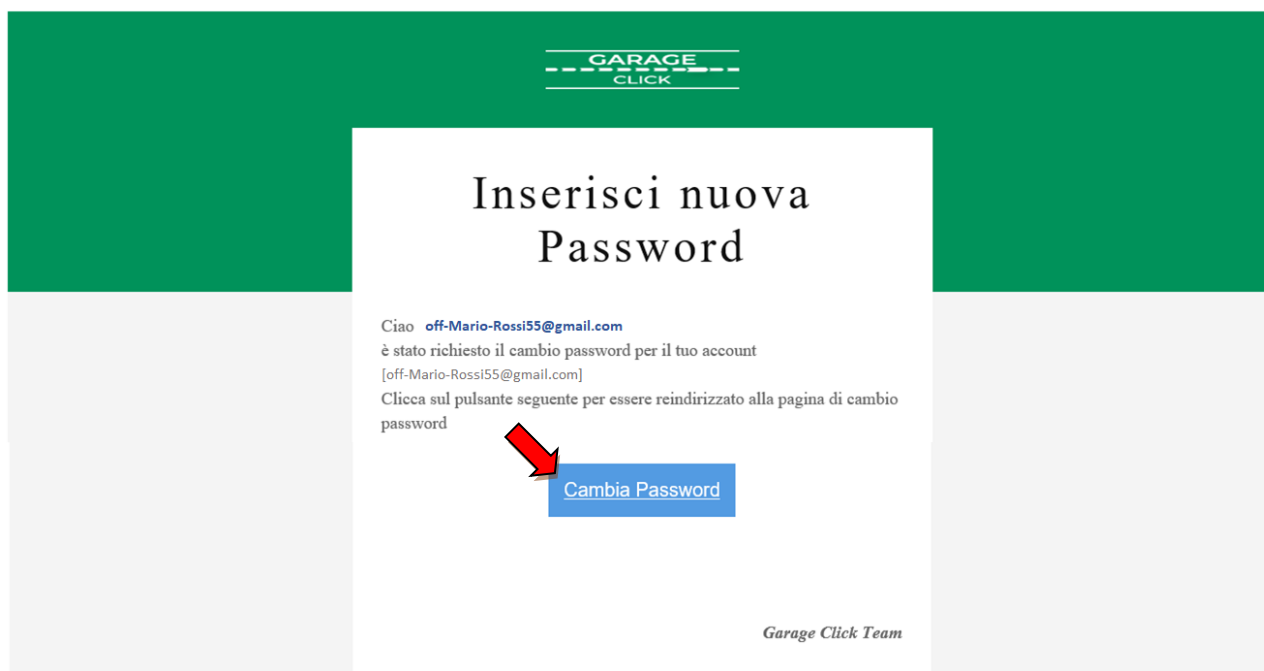 GARAGE
CLICK
Inserisci nuova
Password
Ciao off-Mario-Rossi55@gmail.com
è stato richiesto il cambio password per il tuo account
[off-Mario-Rossi55@gmail.com]
Clicca sul pulsante seguente per essere reindirizzato alla pagina di cambio
password
Cambia Password
Garage Click Team